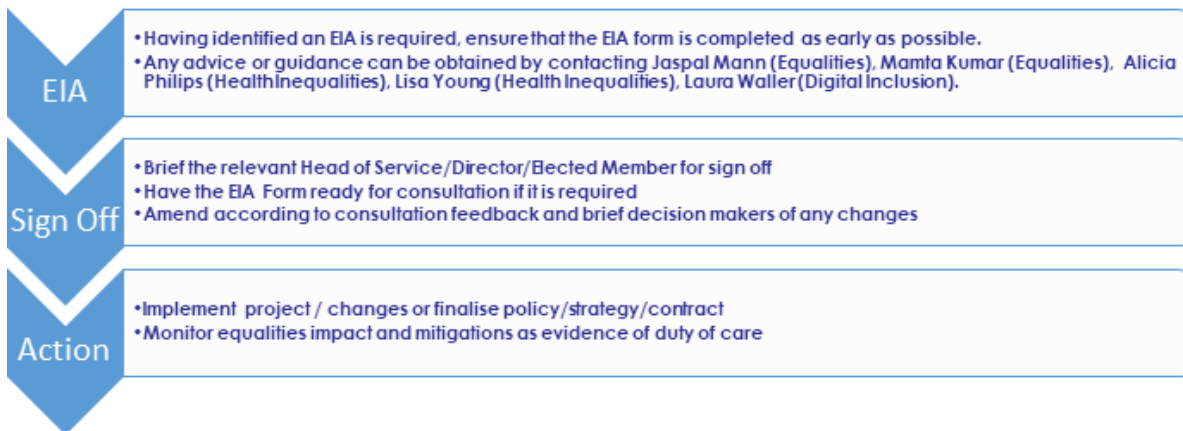 EIA
•Having identified an EIA is required, ensure that the EIA form is completed as early as possible.
•Any advice or guidance can be obtained by contacting Jaspal Mann (Equalities), Mamta Kumar (Equalities), Alicia
Philips (Health Inequalities), Lisa Young (Health Inequalities), Laura Waller (Digital Inclusion).
Sign Off
•Brief the relevant Head of Service/Director/Elected Member for sign off
•Have the EIA Form ready for consultation if it is required
•Amend according to consultation feedback and brief decision makers of any changes
Action
•Implement project / changes or finalise policy/strategy/contract
•Monitor equalities impact and mitigations as evidence of duty of care